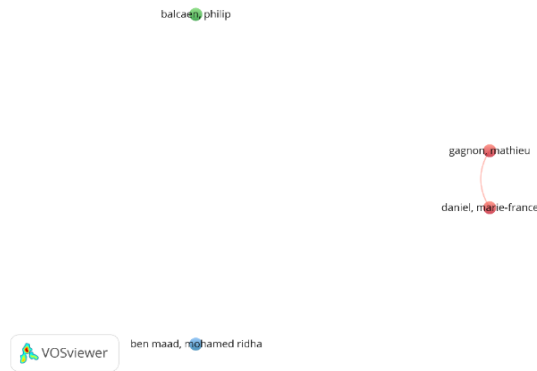 balcaen, philip
gagnon, mathieu
daniel, marie-france
ben maad, mohamed ridha
VOSviewer